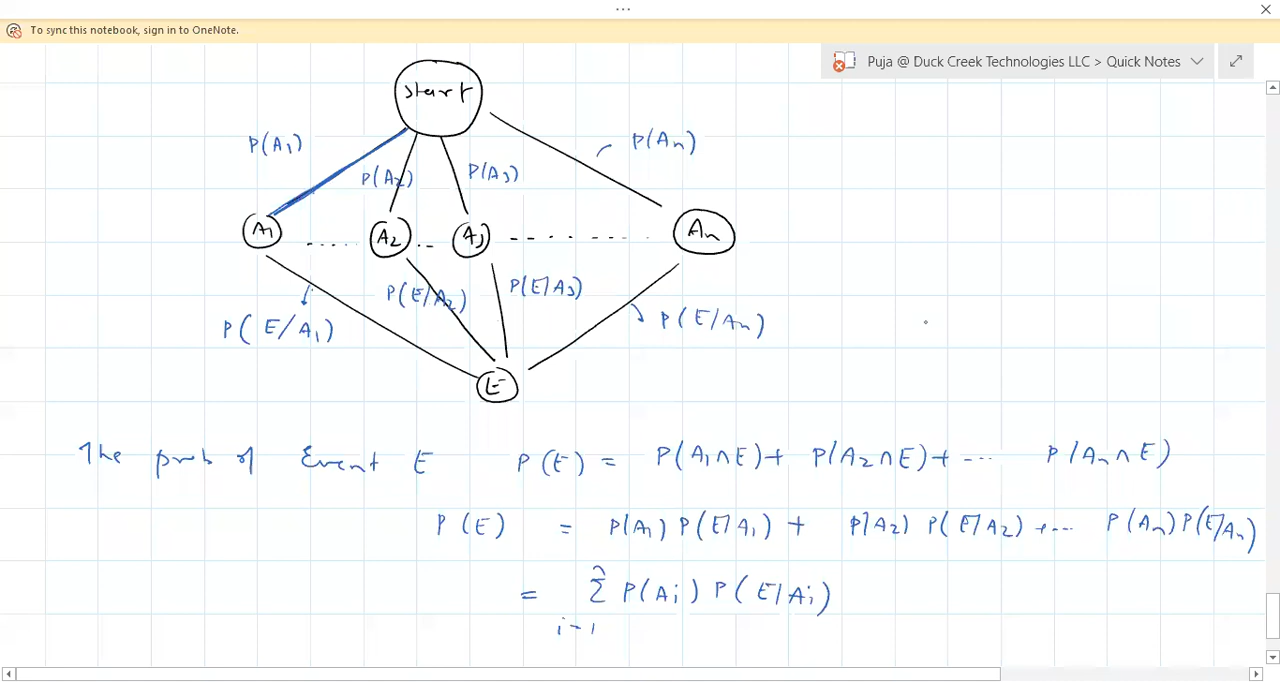 To sync this notebook, sign in to OneNote.
Puja @ Duck Creek Technologies LLC > Quick Notes
Start
P(A1)
P(A2)
P(A3)
P(An)
A1
A2
A3
An
P(E/A1)
P(E/A2)
P(E/A3)
P(E/An)
E
The prob of Event E P(E) = P(A1∩E)+ P(A2∩E)+ ... P(An∩E)
P(E) = P(A1) P(E/A1) + P(A2) P(E/A2) + ... P(An)P(E/An)
= n Σ i=1 P(Ai) P(E/Ai)